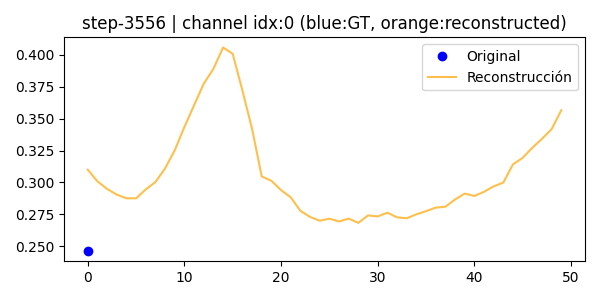 step-3556 | channel idx:0 (blue:GT, orange:reconstructed)
Original
Reconstrucción
0.400
0.375
0.350
0.325
0.300
0.275
0.250
0 10 20 30 40 50